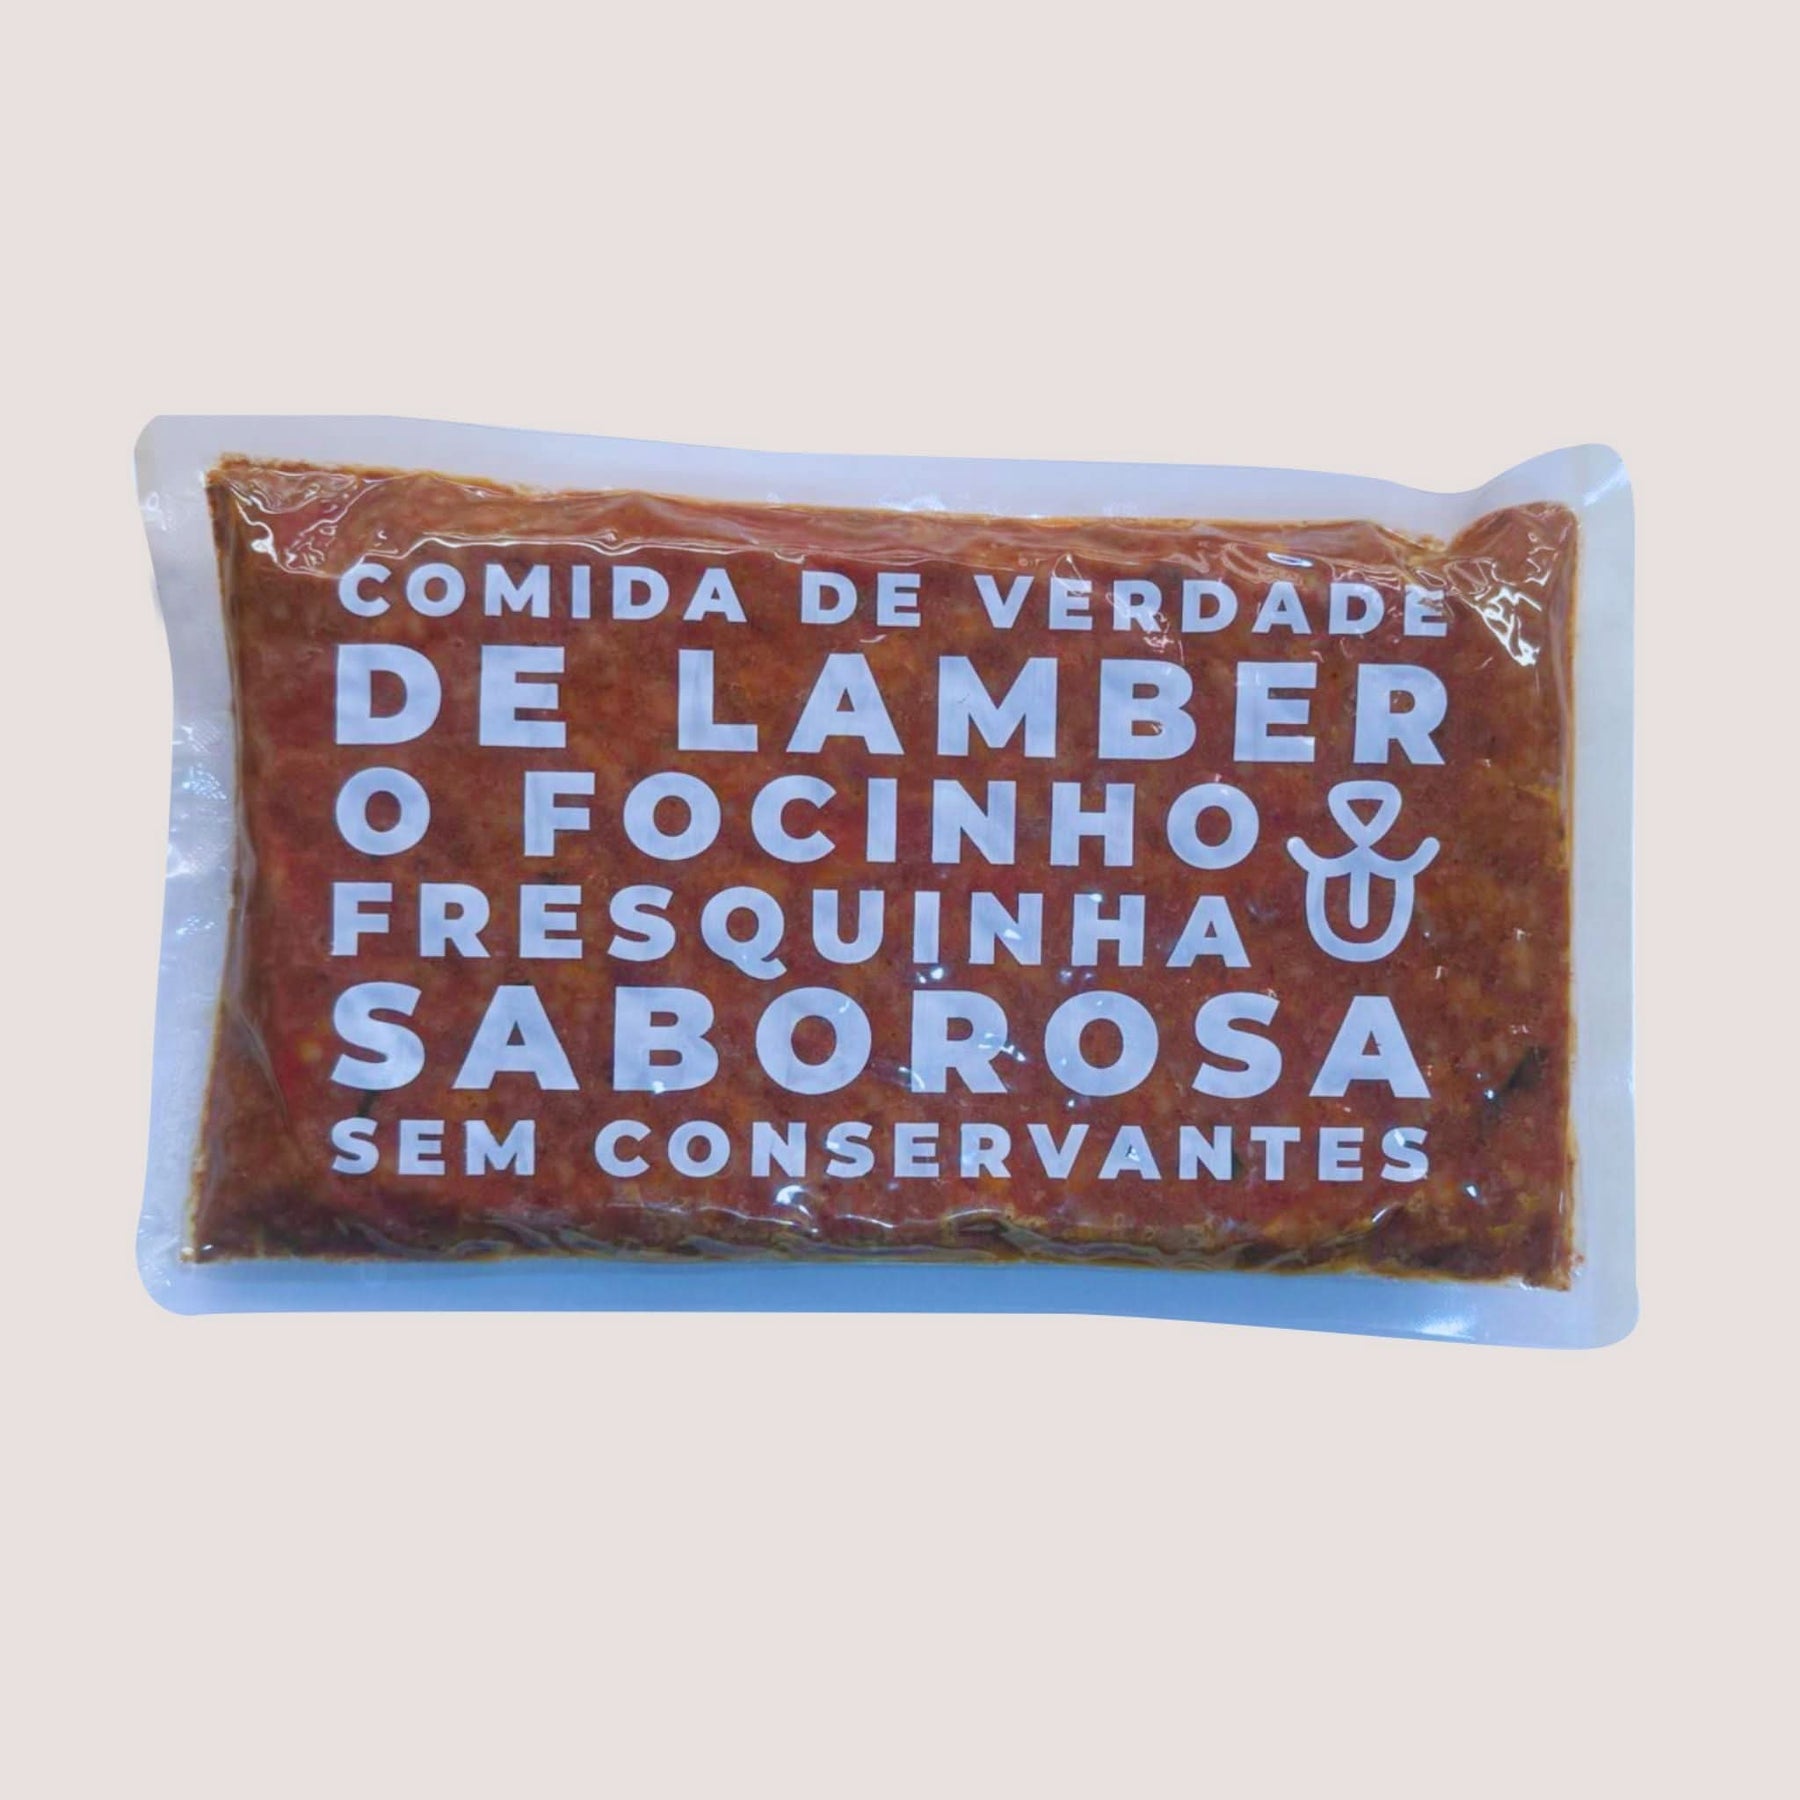 COMIDA DE VERDADE
DE LAMBER
O FOCINHO
FRESQUINHA
SABOROSA
SEM CONSERVANTES